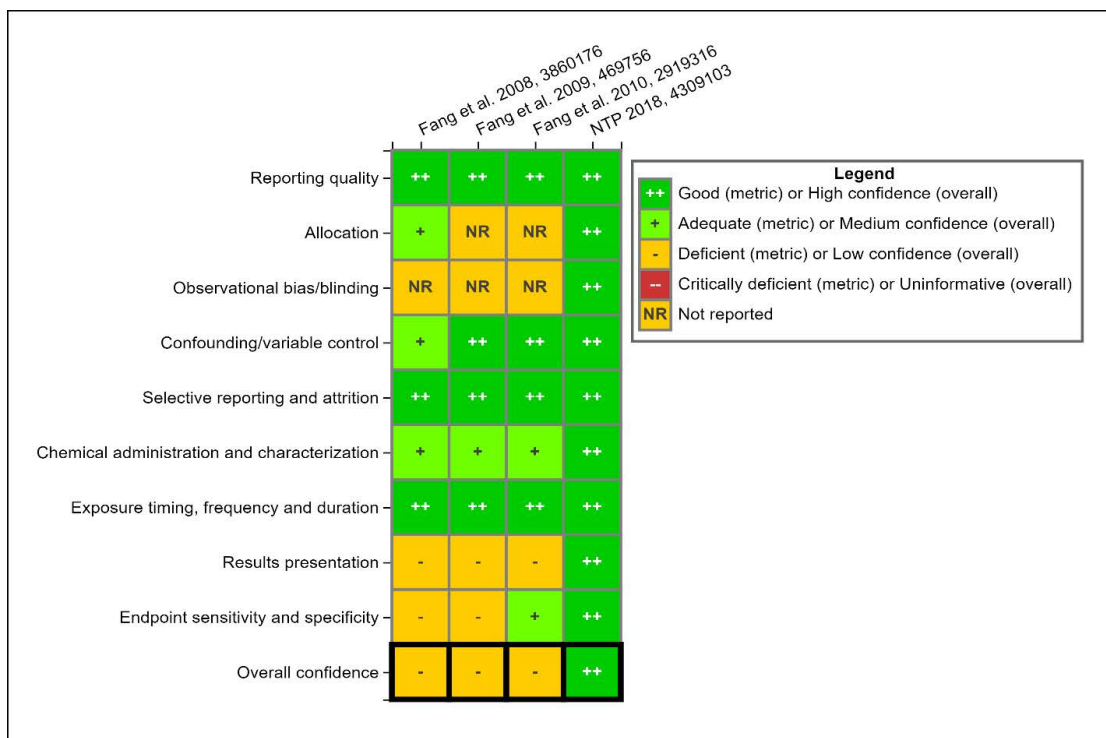 Fang et al. 2008, 3860176
Fang et al. 2009, 469756
Fang et al. 2010, 2919316
NTP 2018, 4309103
Reporting quality ++ ++ ++ ++
Allocation + NR NR ++
Observational bias/blinding NR NR NR ++
Confounding/variable control + ++ ++ ++
Selective reporting and attrition ++ ++ ++ ++
Chemical administration and characterization + + + ++
Exposure timing, frequency and duration ++ ++ ++ ++
Results presentation - - - ++
Endpoint sensitivity and specificity - - + ++
Overall confidence - - - ++
Legend
++ Good (metric) or High confidence (overall)
+ Adequate (metric) or Medium confidence (overall)
- Deficient (metric) or Low confidence (overall)
-- Critically deficient (metric) or Uninformative (overall)
NR Not reported